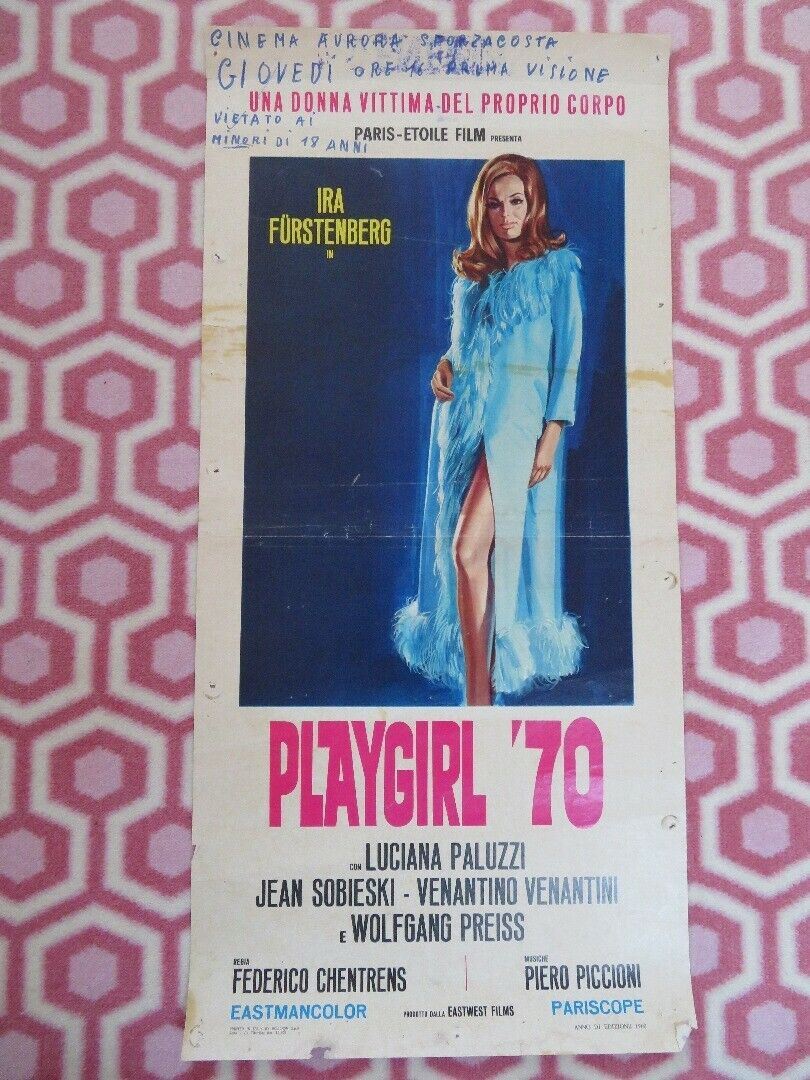 CINEMA AURORA SFORZACOSTA
GIOVEDÌ ORE 16 PRIMA VISIONE
UNA DONNA VITTIMA DEL PROPRIO CORPO
VIETATO AI
MINORI DI 18 ANNI
PARIS-ETOILE FILM PRESENTA
IRA
FÜRSTENBERG
IN
PLAYGIRL '70
CON LUCIANA PALUZZI
JEAN SOBIESKI - VENANTINO VENANTINI
E WOLFGANG PREISS
REGIA
FEDERICO CHENTRENS
MUSICHE
PIERO PICCIONI
EASTMANCOLOR
PRODOTTO DALLA EASTWEST FILMS
PARISCOPE